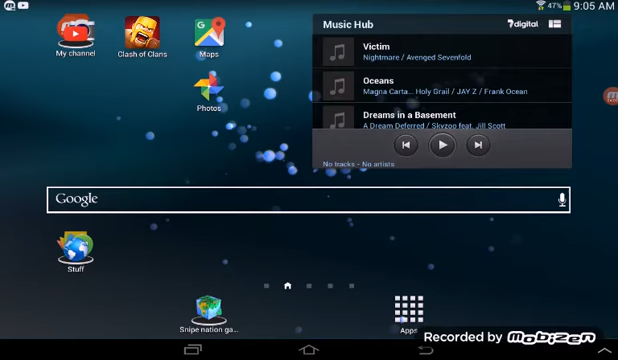 47% 9:05 AM
My channel
Clash of Clans
Maps
Photos
Music Hub
7digital
Victim
Nightmare / Avenged Sevenfold
Oceans
Magna Carta... Holy Grail / JAY Z / Frank Ocean
Dreams in a Basement
A Dream Deferred / Skyzoo feat. Jill Scott
No tracks - No artists
Google
Stuff
Snipe nation ga...
Apps
Recorded by Mobizen